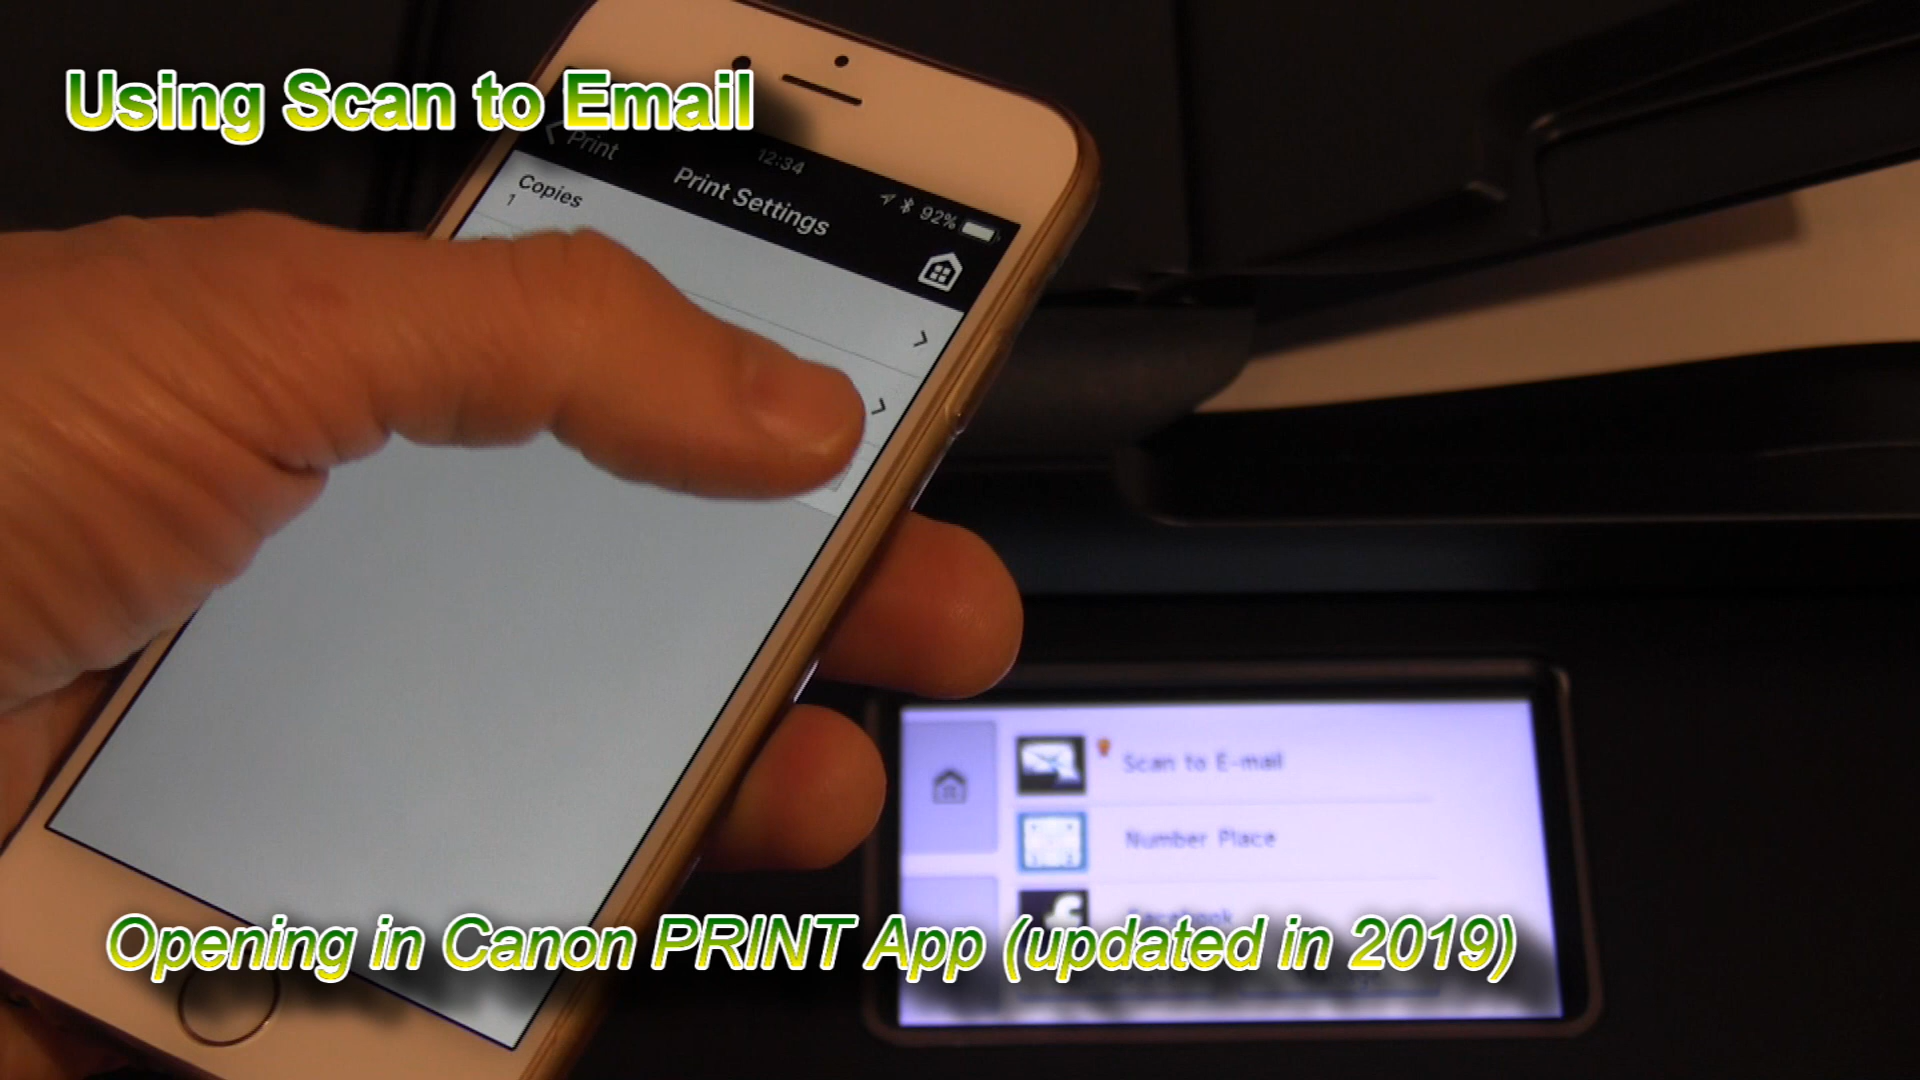 Using Scan to Email
Print
12:34
92%
Print Settings
Copies
1
Scan to E-mail
Number Place
Facebook
Opening in Canon PRINT App (updated in 2019)